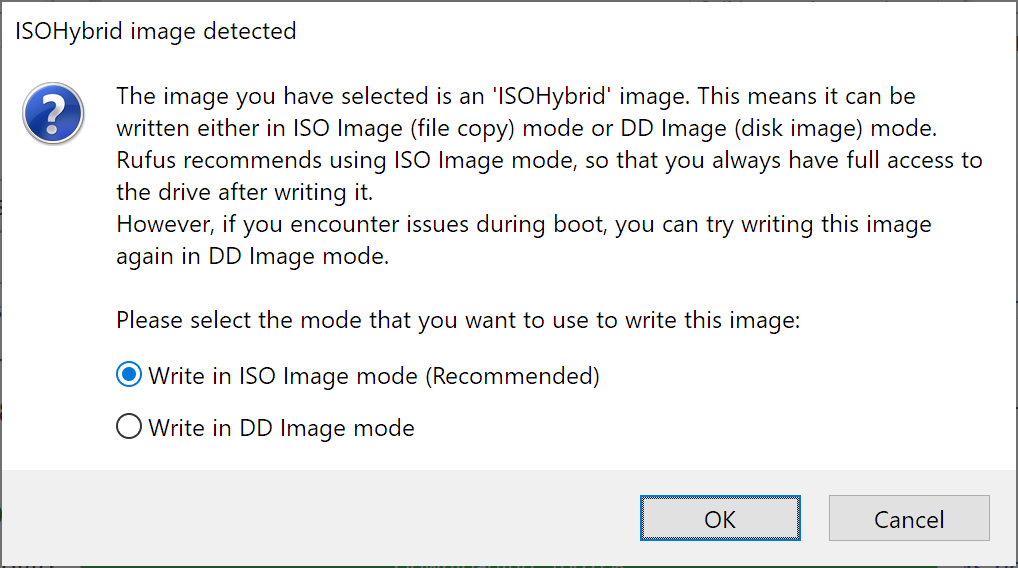 ISOHybrid image detected
The image you have selected is an 'ISOHybrid' image. This means it can be
written either in ISO Image (file copy) mode or DD Image (disk image) mode.
Rufus recommends using ISO Image mode, so that you always have full access to
the drive after writing it.
However, if you encounter issues during boot, you can try writing this image
again in DD Image mode.
Please select the mode that you want to use to write this image:
Write in ISO Image mode (Recommended)
Write in DD Image mode
OK
Cancel